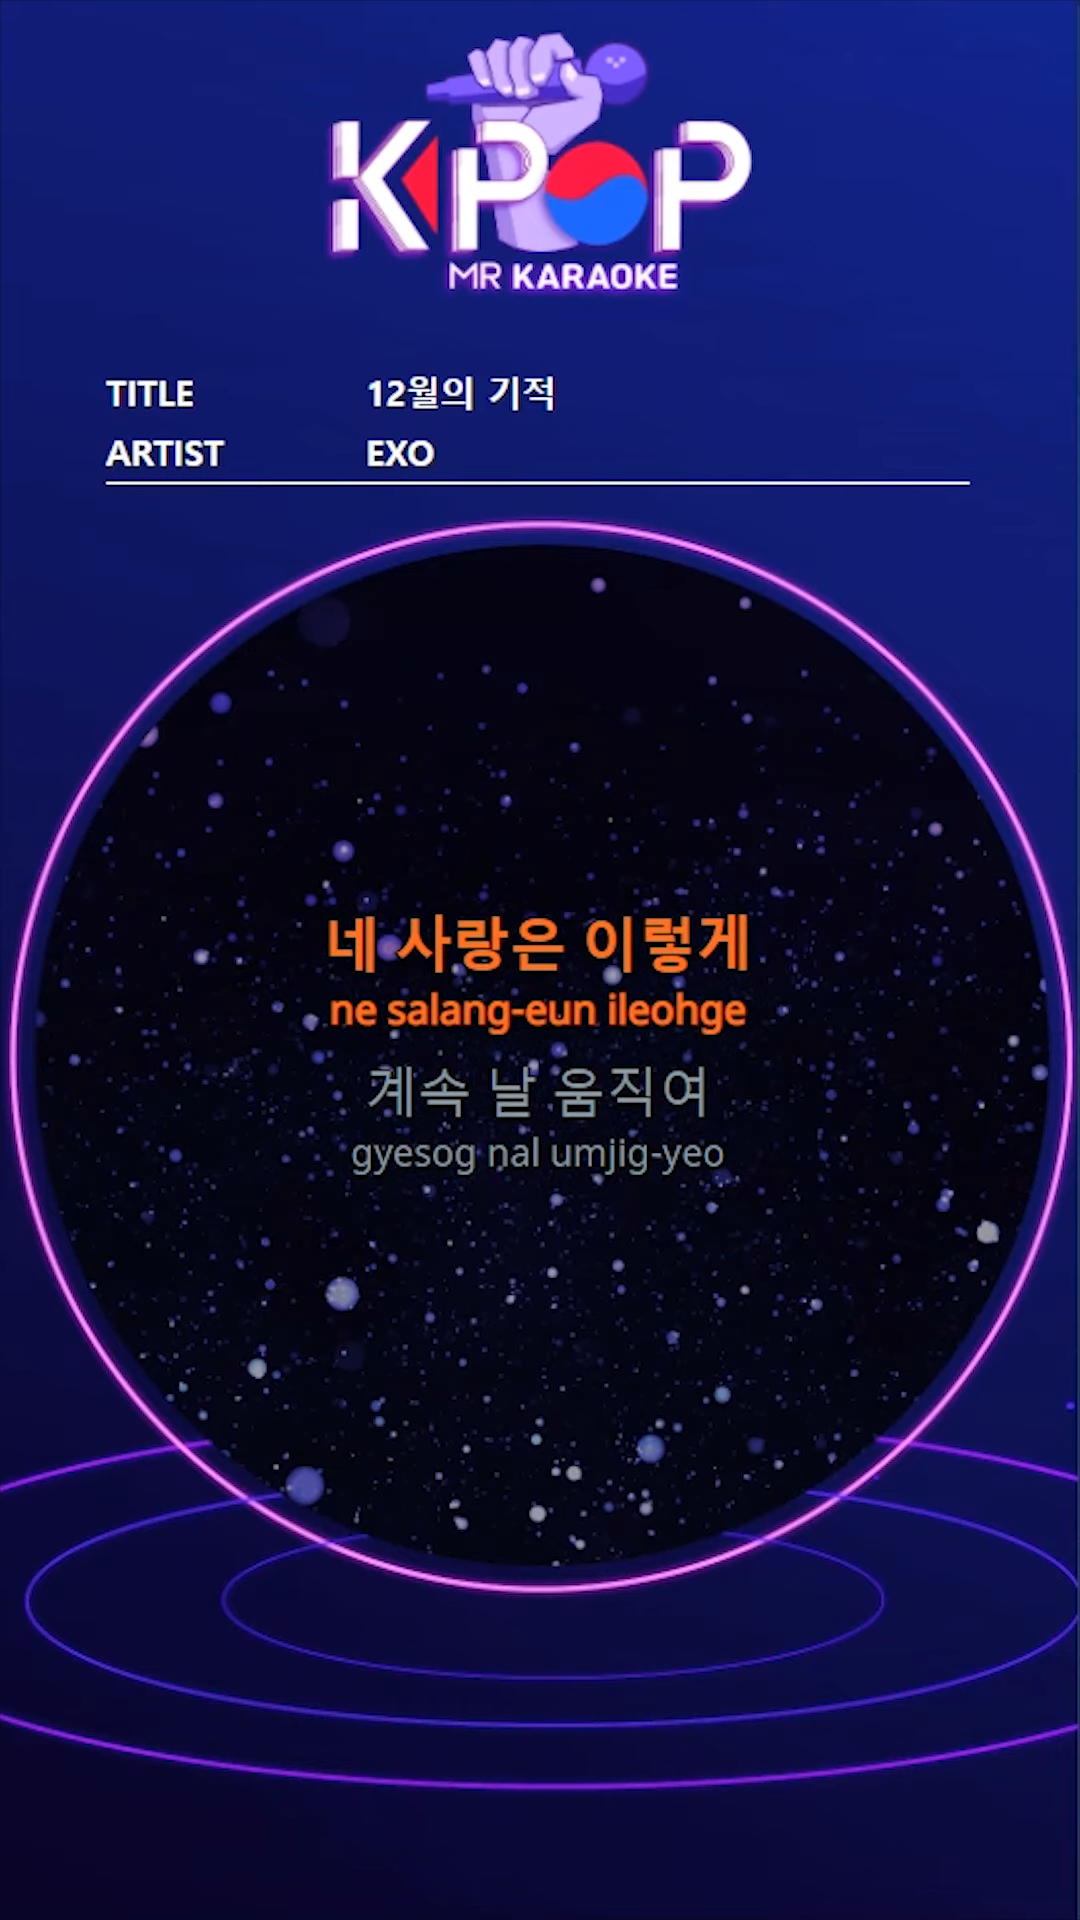 KPOP
MR KARAOKE
TITLE 12월의 기적
ARTIST EXO
네 사랑은 이렇게
ne salang-eun ileohge
계속 날 움직여
gyesog nal umjig-yeo